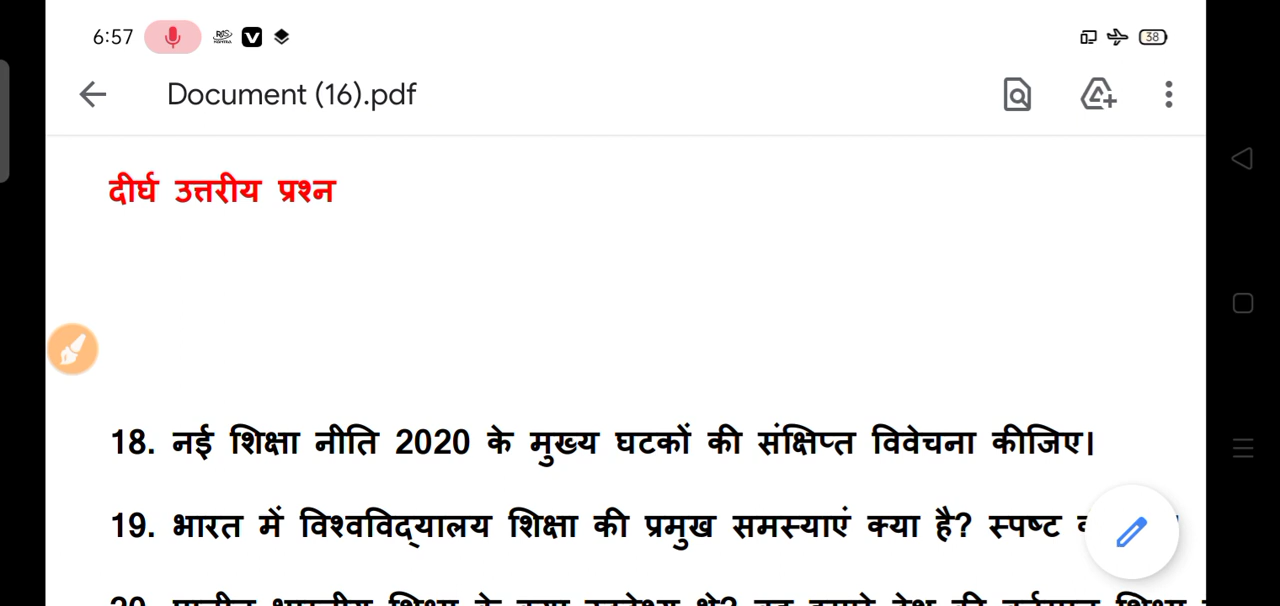 6:57
38
Document (16).pdf
दीर्घ उत्तरीय प्रश्न
18. नई शिक्षा नीति 2020 के मुख्य घटकों की संक्षिप्त विवेचना कीजिए।
19. भारत में विश्वविद्यालय शिक्षा की प्रमुख समस्याएं क्या है? स्पष्ट